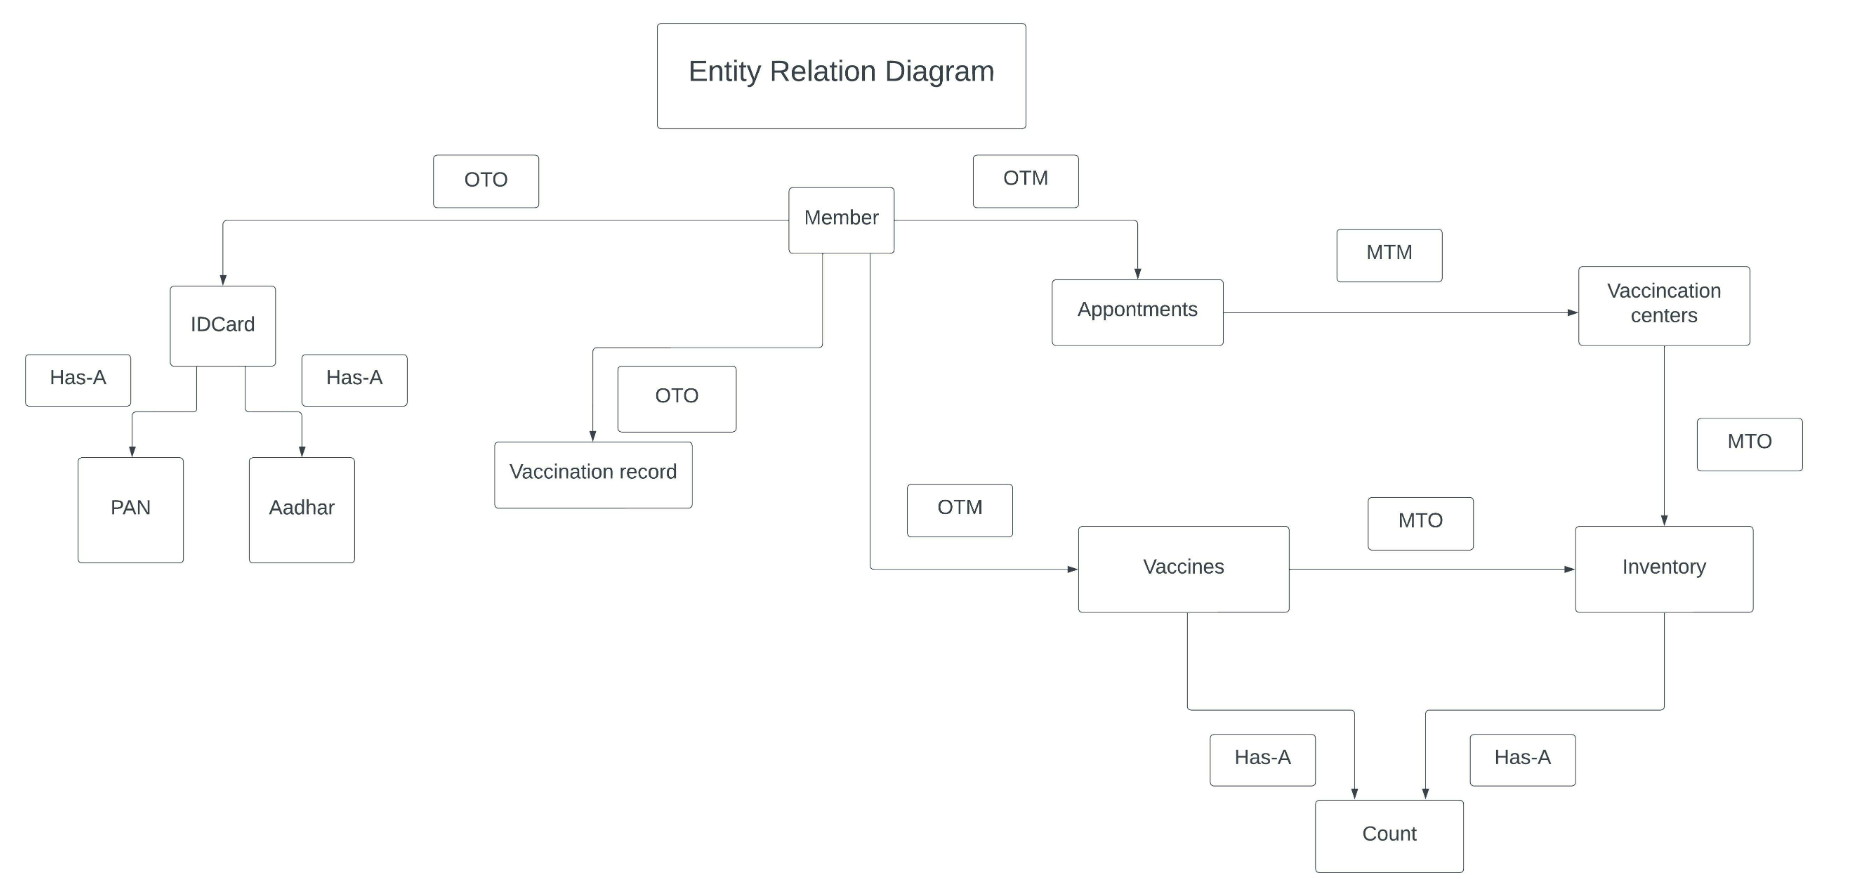 Entity Relation Diagram
OTO
OTM
Member
MTM
Appontments
Vaccincation
centers
IDCard
Has-A
Has-A
OTO
MTO
Vaccination record
PAN
Aadhar
OTM
MTO
Vaccines
Inventory
Has-A
Has-A
Count